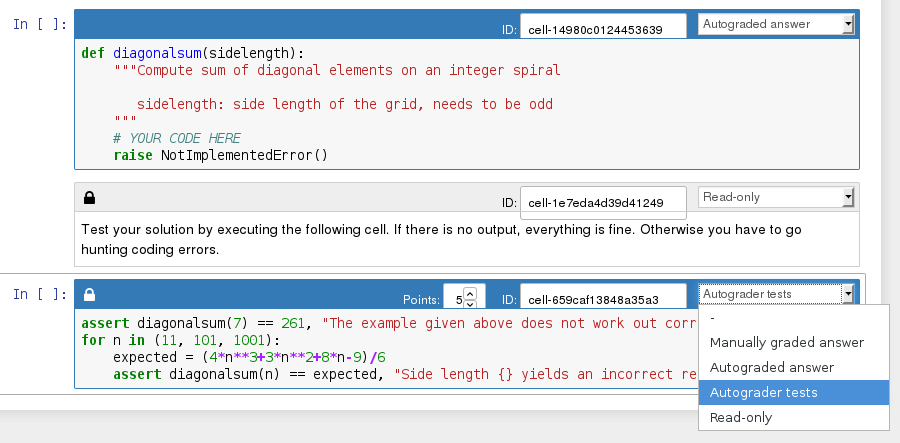 In [ ]: ID: cell-14980c0124453639 Autograded answer
def diagonalsum(sidelength):
"""Compute sum of diagonal elements on an integer spiral
sidelength: side length of the grid, needs to be odd
"""
# YOUR CODE HERE
raise NotImplementedError()
ID: cell-1e7eda4d39d41249 Read-only
Test your solution by executing the following cell. If there is no output, everything is fine. Otherwise you have to go
hunting coding errors.
In [ ]: Points: 5 ID: cell-659caf13848a35a3 Autograder tests
assert diagonalsum(7) == 261, "The example given above does not work out corr
for n in (11, 101, 1001):
expected = (4*n**3+3*n**2+8*n-9)/6
assert diagonalsum(n) == expected, "Side length {} yields an incorrect re
-
Manually graded answer
Autograded answer
Autograder tests
Read-only